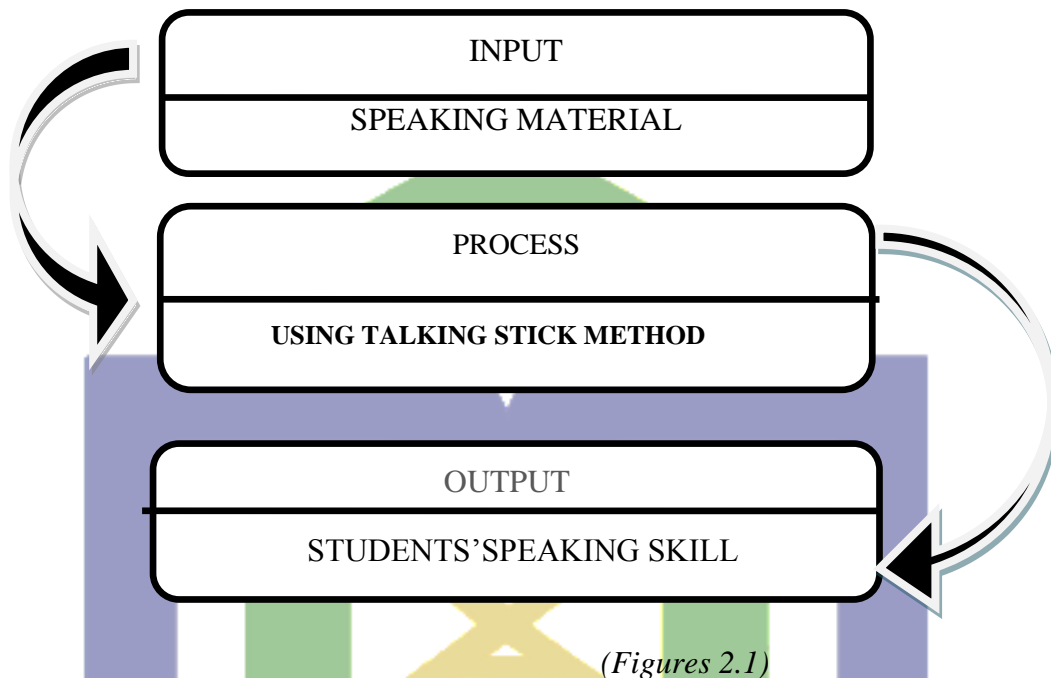 INPUT
SPEAKING MATERIAL
PROCESS
USING TALKING STICK METHOD
OUTPUT
STUDENTS'SPEAKING SKILL
(Figures 2.1)